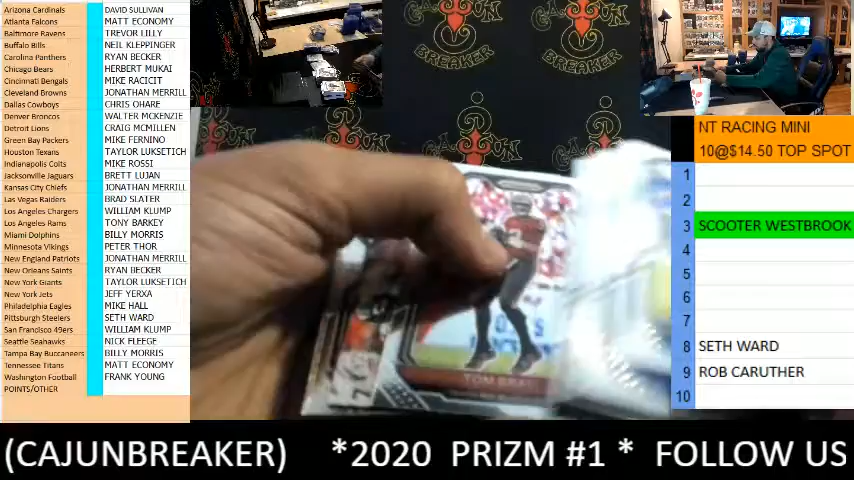 Arizona Cardinals DAVID SULLIVAN
Atlanta Falcons MATT ECONOMY
Baltimore Ravens TREVOR LILLY
Buffalo Bills NEIL KLEPPINGER
Carolina Panthers RYAN BECKER
Chicago Bears HERBERT MUKAI
Cincinnati Bengals MIKE RACICIT
Cleveland Browns JONATHAN MERRILL
Dallas Cowboys CHRIS OHARE
Denver Broncos WALTER MCKENZIE
Detroit Lions CRAIG MCMILLEN
Green Bay Packers MIKE FERNINO
Houston Texans TAYLOR LUKSETICH
Indianapolis Colts MIKE ROSSI
Jacksonville Jaguars BRETT LUJAN
Kansas City Chiefs JONATHAN MERRILL
Las Vegas Raiders BRAD SLATER
Los Angeles Chargers WILLIAM KLUMP
Los Angeles Rams TONY BARKEY
Miami Dolphins BILLY MORRIS
Minnesota Vikings PETER THOR
New England Patriots JONATHAN MERRILL
New Orleans Saints RYAN BECKER
New York Giants TAYLOR LUKSETICH
New York Jets JEFF YERXA
Philadelphia Eagles MIKE HALL
Pittsburgh Steelers SETH WARD
San Francisco 49ers WILLIAM KLUMP
Seattle Seahawks NICK FLEEGE
Tampa Bay Buccaneers BILLY MORRIS
Tennessee Titans MATT ECONOMY
Washington Football FRANK YOUNG
POINTS/OTHER
CAJUN
BREAKER
CAJUN
BREAKER
TOM
NT RACING MINI
10@$14.50 TOP SPOT
1
2
3 SCOOTER WESTBROOK
4
5
6
7
8 SETH WARD
9 ROB CARUTHER
10
(CAJUNBREAKER) *2020 PRIZM #1 * FOLLOW US